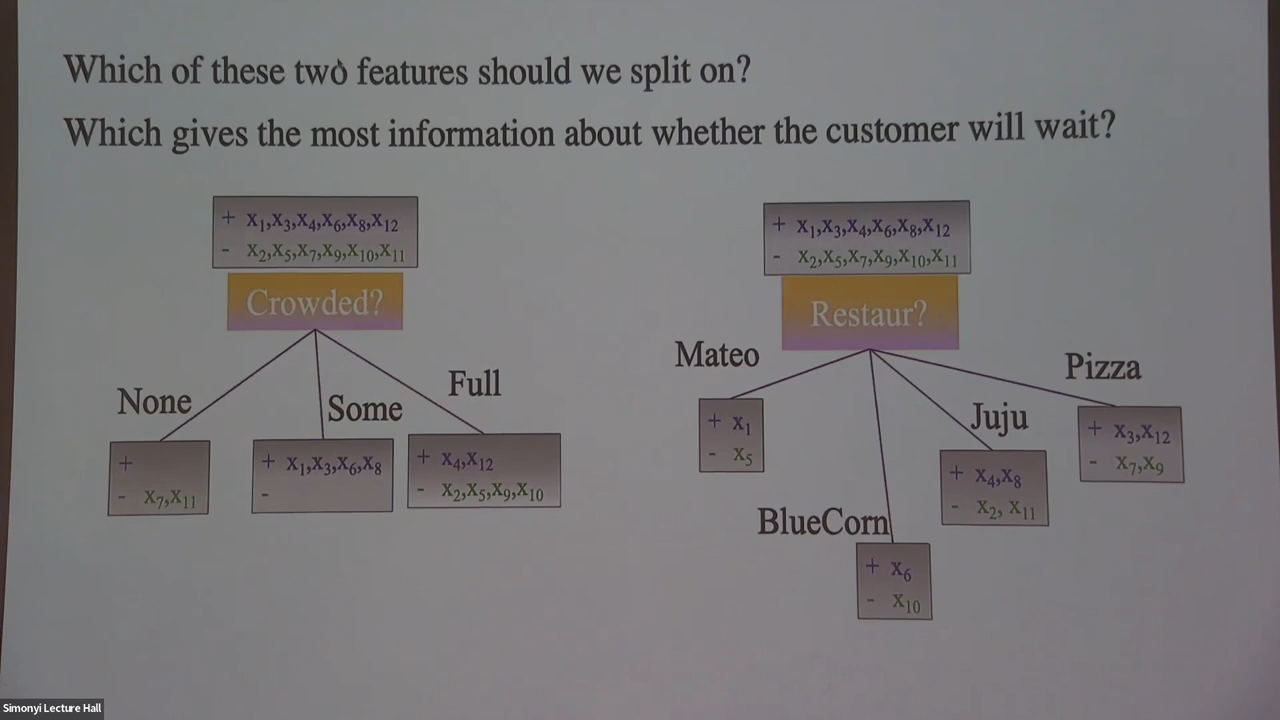 Which of these two features should we split on?
Which gives the most information about whether the customer will wait?
+ X₁,X₃,X₄,X₆,X₈,X₁₂
- X₂,X₅,X₇,X₉,X₁₀,X₁₁
Crowded?
None
Some
Full
+
- X₇,X₁₁
+ X₁,X₃,X₆,X₈
-
+ X₄,X₁₂
- X₂,X₅,X₉,X₁₀
+ X₁,X₃,X₄,X₆,X₈,X₁₂
- X₂,X₅,X₇,X₉,X₁₀,X₁₁
Restaur?
Mateo
BlueCorn
Juju
Pizza
+ X₁
- X₅
+ X₆
- X₁₀
+ X₄,X₈
- X₂, X₁₁
+ X₃,X₁₂
- X₇,X₉
Simonyi Lecture Hall